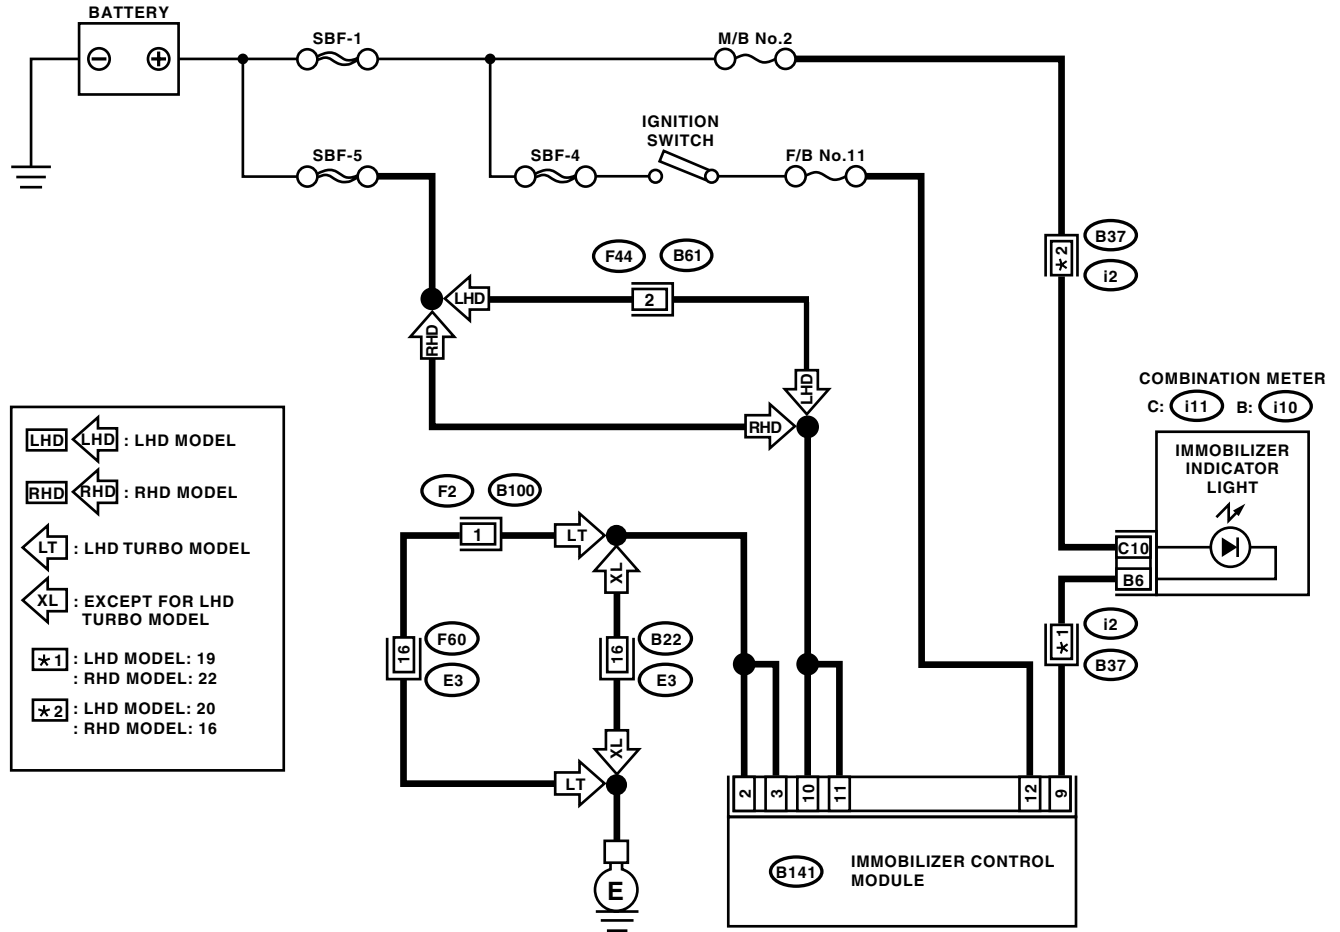 BATTERY
SBF-1
M/B No.2
SBF-5
SBF-4
IGNITION
SWITCH
F/B No.11
F44
B61
2
LHD
RHD
LHD
RHD
B37
*2
i2
COMBINATION METER
C: i11 B: i10
IMMOBILIZER
INDICATOR
LIGHT
C10
B6
i2
*1
B37
LHD LHD : LHD MODEL
RHD RHD : RHD MODEL
LT : LHD TURBO MODEL
XL : EXCEPT FOR LHD
TURBO MODEL
*1 : LHD MODEL: 19
: RHD MODEL: 22
*2 : LHD MODEL: 20
: RHD MODEL: 16
F2
B100
1
LT
XL
16
F60
E3
16
B22
E3
XL
LT
E
2
3
10
11
12
9
B141
IMMOBILIZER CONTROL
MODULE